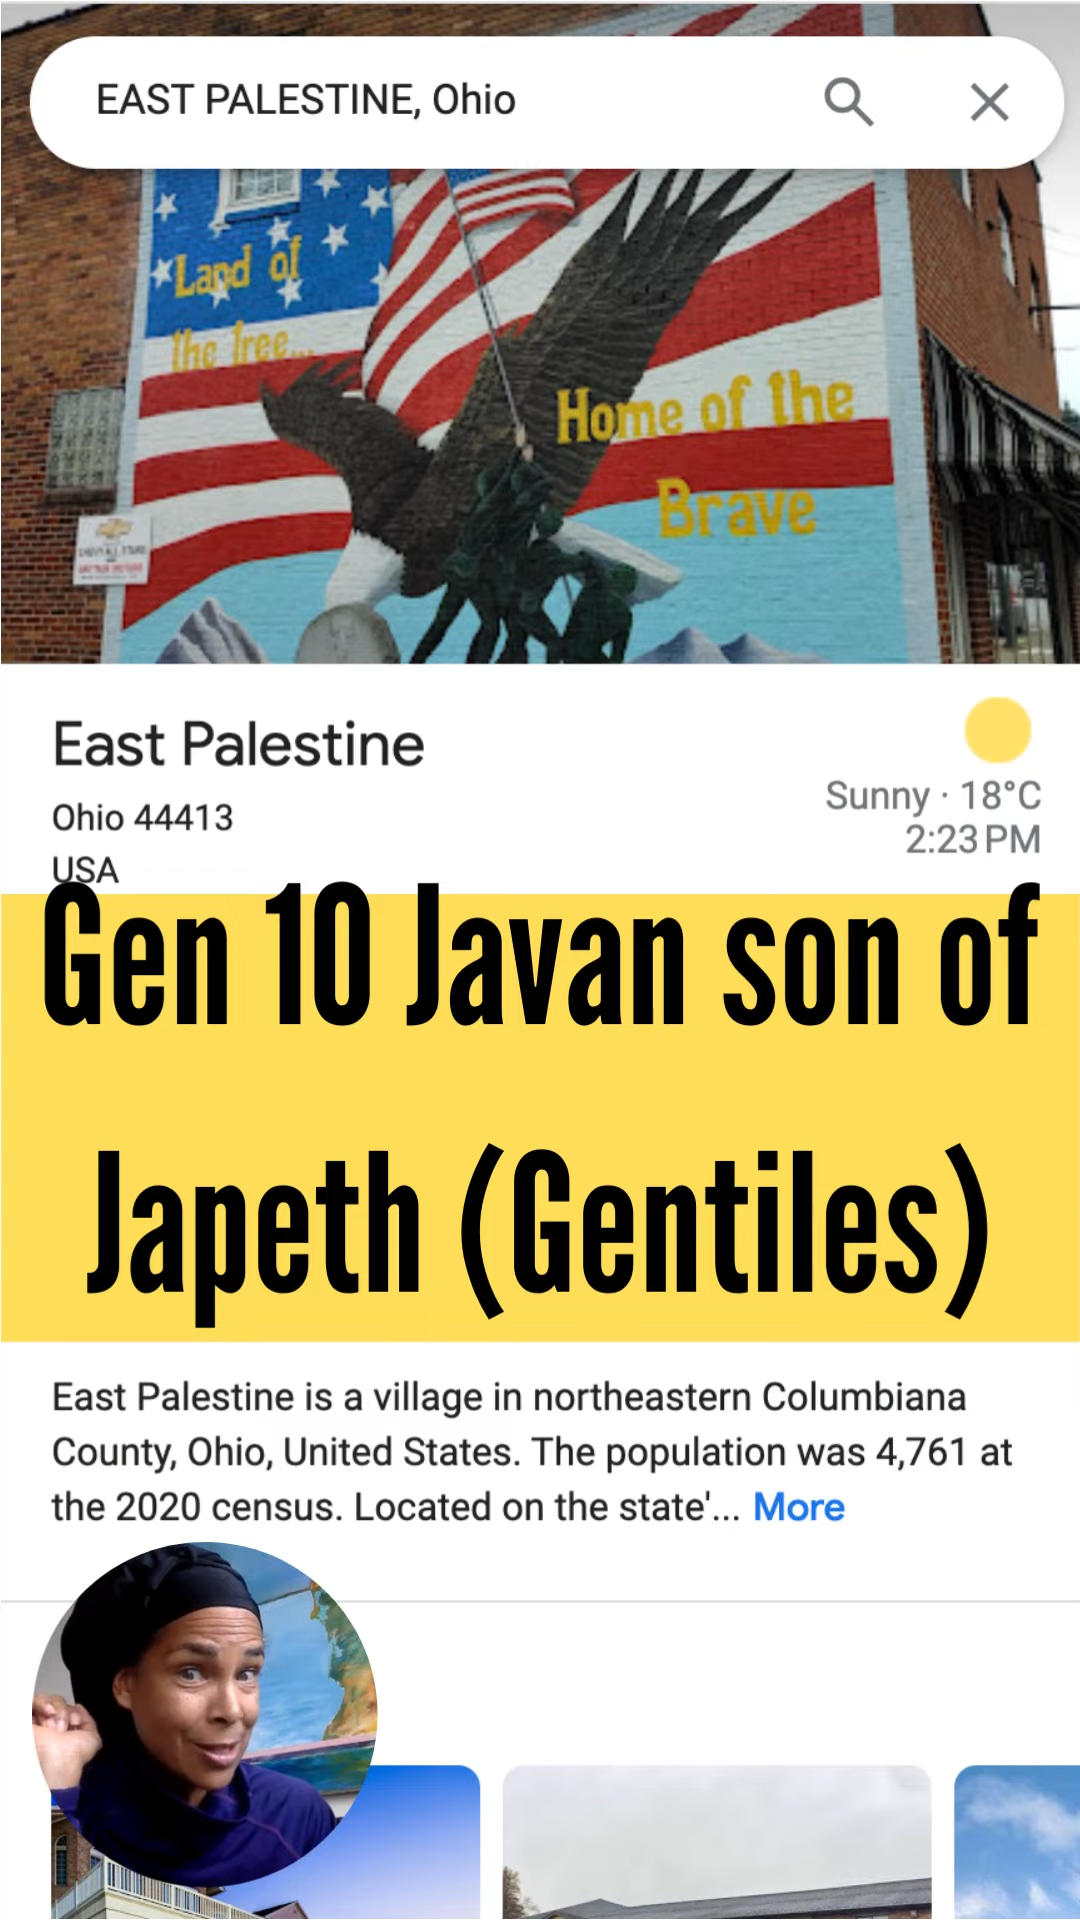 EAST PALESTINE, Ohio
Land of
the free...
Home of the
Brave
East Palestine
Ohio 44413
USA
Sunny · 18°C
2:23 PM
Gen 10 Javan son of
Japeth (Gentiles)
East Palestine is a village in northeastern Columbiana
County, Ohio, United States. The population was 4,761 at
the 2020 census. Located on the state'... More